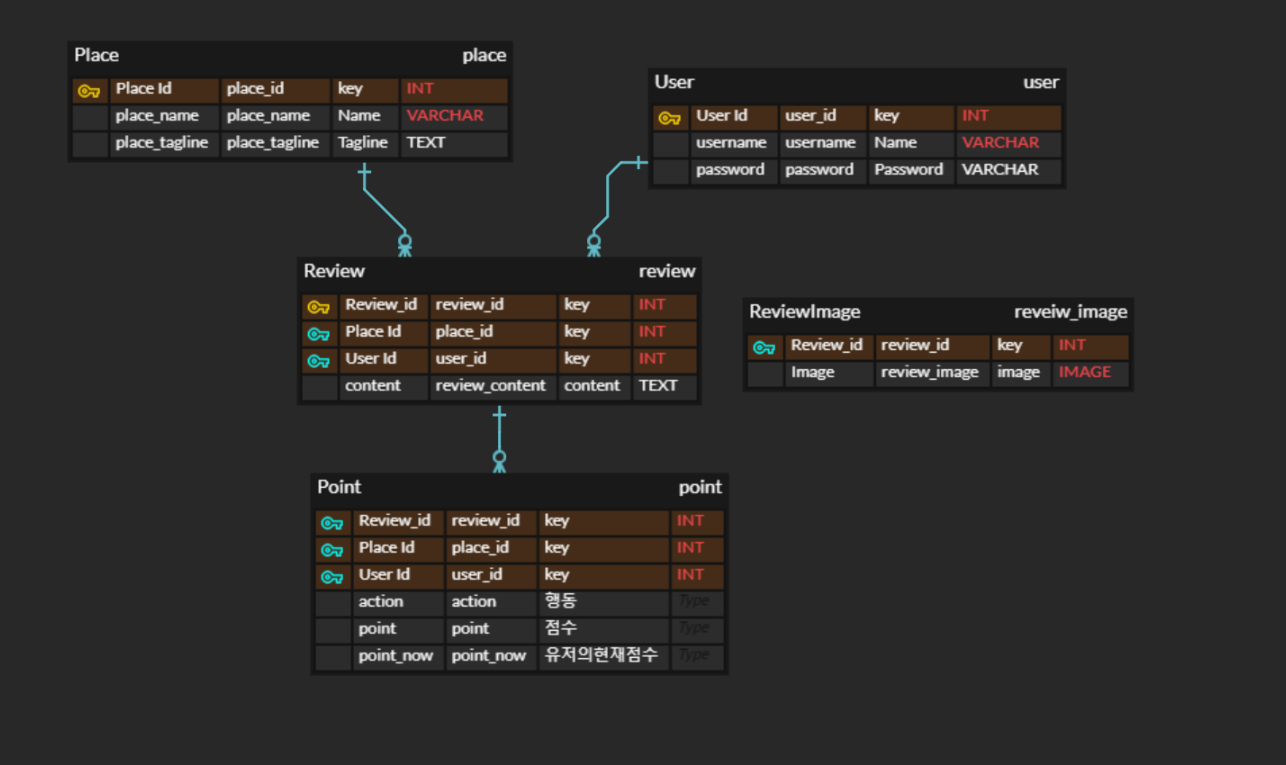 Place place
Place Id place_id key INT
place_name place_name Name VARCHAR
place_tagline place_tagline Tagline TEXT
User user
User Id user_id key INT
username username Name VARCHAR
password password Password VARCHAR
Review review
Review_id review_id key INT
Place Id place_id key INT
User Id user_id key INT
content review_content content TEXT
ReviewImage reveiw_image
Review_id review_id key INT
Image review_image image IMAGE
Point point
Review_id review_id key INT
Place Id place_id key INT
User Id user_id key INT
action action 행동 Type
point point 점수 Type
point_now point_now 유저의현재점수 Type